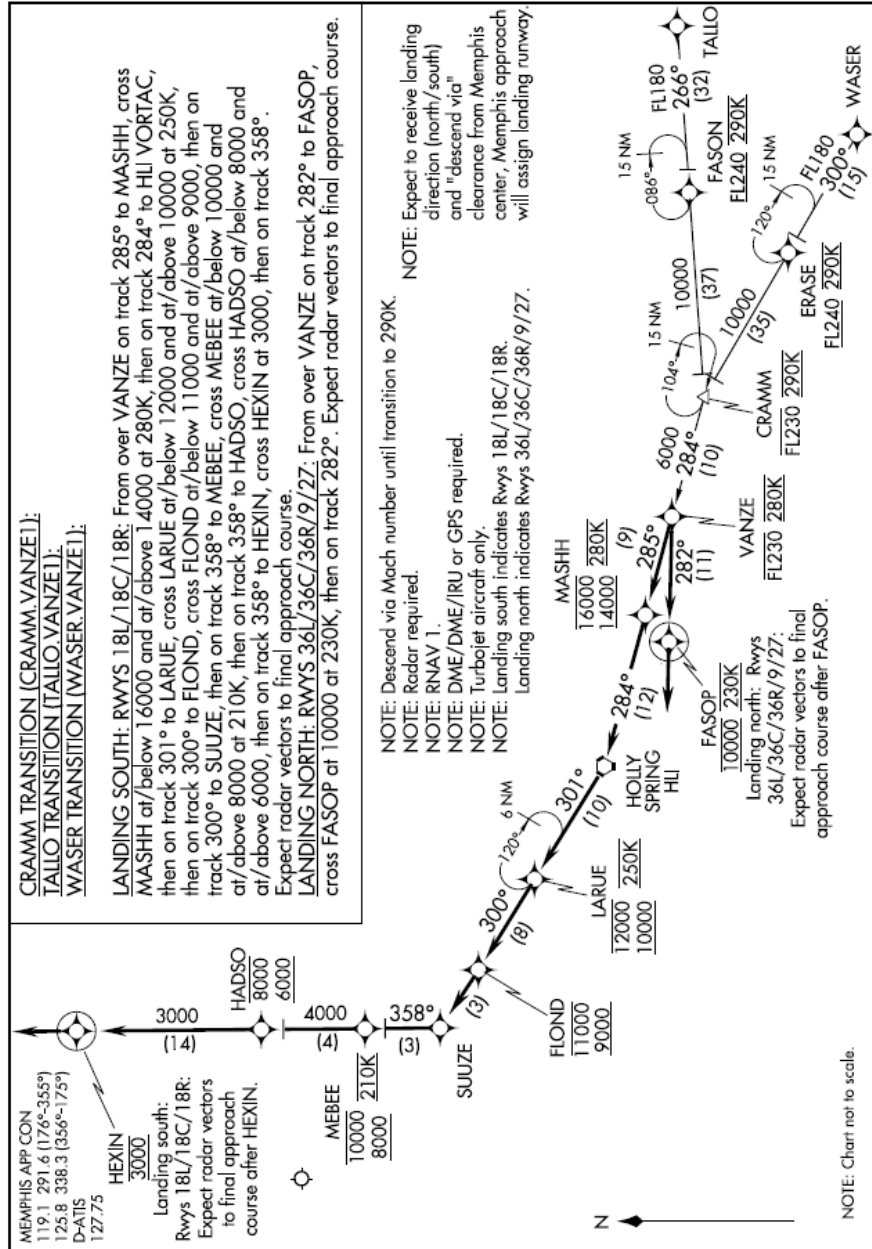 MEMPHIS APP CON
119.1 291.6 (176°-355°)
125.8 338.3 (356°-175°)
D-ATIS
127.75
CRAMM TRANSITION (CRAMM.VANZE1):
TALLO TRANSITION (TALLO.VANZE1):
WASER TRANSITION (WASER.VANZE1):
LANDING SOUTH: RWYS 18L/18C/18R: From over VANZE on track 285° to MASHH, cross
MASHH at/below 16000 and at/above 14000 at 280K, then on track 284° to HLI VORTAC,
then on track 301° to LARUE, cross LARUE at/below 12000 and at/above 10000 at 250K,
then on track 300° to FLOND, cross FLOND at/below 11000 and at/above 9000, then on
track 300° to SUUZE, then on track 358° to MEBEE, cross MEBEE at/below 10000 and
at/above 8000 at 210K, then on track 358° to HADSO, cross HADSO at/below 8000 and
at/above 6000, then on track 358° to HEXIN, cross HEXIN at 3000, then on track 358°.
Expect radar vectors to final approach course.
LANDING NORTH: RWYS 36L/36C/36R/9/27: From over VANZE on track 282° to FASOP,
cross FASOP at 10000 at 230K, then on track 282°. Expect radar vectors to final approach course.
NOTE: Descend via Mach number until transition to 290K.
NOTE: Radar required.
NOTE: RNAV 1.
NOTE: DME/DME/IRU or GPS required.
NOTE: Turbojet aircraft only.
NOTE: Landing south indicates Rwys 18L/18C/18R.
Landing north indicates Rwys 36L/36C/36R/9/27.
NOTE: Expect to receive landing
direction (north/south)
and "descend via"
clearance from Memphis
center, Memphis approach
will assign landing runway.
HEXIN
3000
Landing south:
Rwys 18L/18C/18R:
Expect radar vectors
to final approach
course after HEXIN.
3000
(14)
HADSO
8000
6000
4000
(4)
MEBEE
10000 210K
8000
358°
(3)
SUUZE
(3)
FLOND
11000
9000
300°
(8)
120°
6 NM
LARUE
12000 250K
10000
301°
(10)
HOLLY
SPRING
HLI
284°
(12)
MASHH
16000 280K
14000
285°
(9)
282°
(11)
FASOP
10000 230K
Landing north: Rwys
36L/36C/36R/9/27:
Expect radar vectors to final
approach course after FASOP.
VANZE
FL230 280K
6000
284°
(10)
104°
15 NM
CRAMM
FL230 290K
10000
(37)
10000
(35)
086°
15 NM
FASON
FL240 290K
FL180
266°
(32)
TALLO
120°
15 NM
ERASE
FL240 290K
FL180
300°
(15)
WASER
N
NOTE: Chart not to scale.